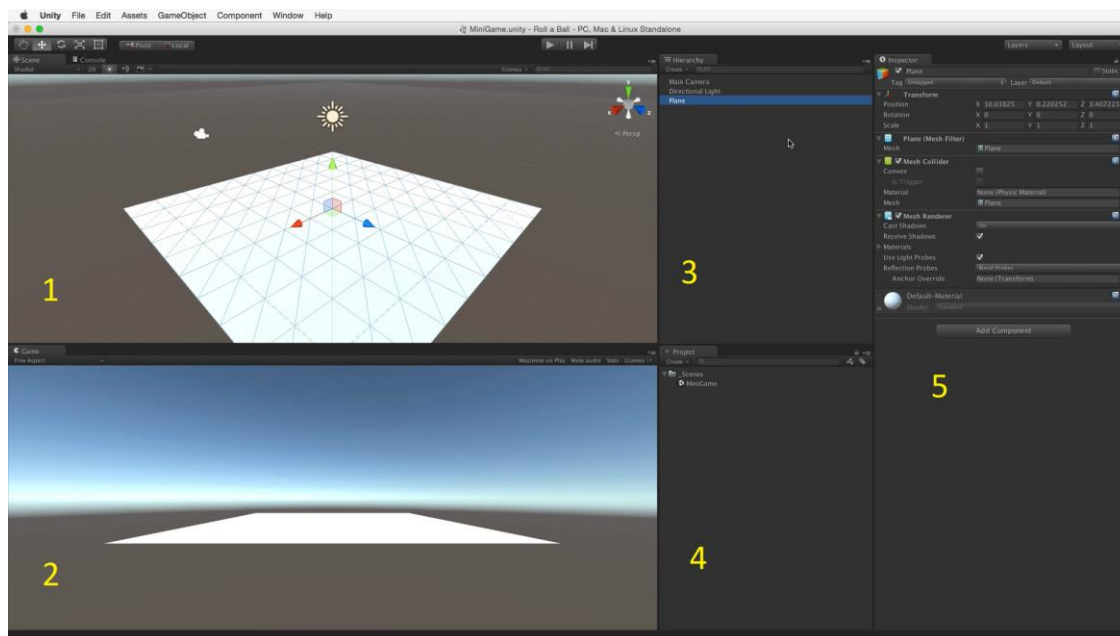 Unity File Edit Assets GameObject Component Window Help
MiniGame.unity - Roll a Ball - PC, Mac & Linux Standalone
Pivot Local Layers Layout
Scene Console
Shaded 2D Gizmos All
y
x z
Persp
1
Hierarchy
Create All
Main Camera
Directional Light
Plane
3
Inspector
Plane Static
Tag Untagged Layer Default
Transform
Position X 10.03825 Y 0.220252 Z 3.407223
Rotation X 0 Y 0 Z 0
Scale X 1 Y 1 Z 1
Plane (Mesh Filter)
Mesh Plane
Mesh Collider
Convex
Is Trigger
Material None (Physic Material)
Mesh Plane
Mesh Renderer
Cast Shadows On
Receive Shadows
Materials
Use Light Probes
Reflection Probes Blend Probes
Anchor Override None (Transform)
Default-Material
Shader Standard
Add Component
5
Game
Free Aspect Maximize on Play Mute audio Stats Gizmos
2
Project
Create
_Scenes
MiniGame
4